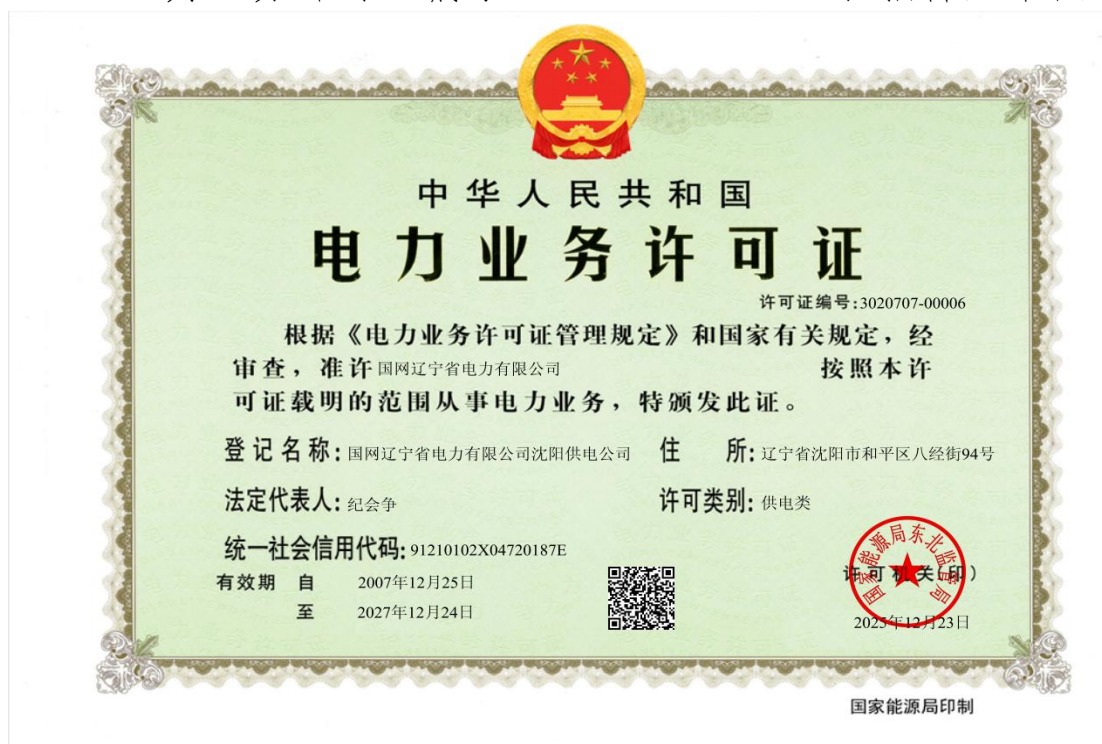 中华人民共和国
电力业务许可证
许可证编号:3020707-00006
根据《电力业务许可证管理规定》和国家有关规定，经
审查，准许国网辽宁省电力有限公司 按照本许
可证载明的范围从事电力业务，特颁发此证。
登记名称:国网辽宁省电力有限公司沈阳供电公司 住 所:辽宁省沈阳市和平区八经街94号
法定代表人:纪会争 许可类别:供电类
统一社会信用代码:91210102X04720187E
国家能源局东北监管局
许可机关(印)
有效期 自 2007年12月25日
至 2027年12月24日
2025年12月23日
国家能源局印制